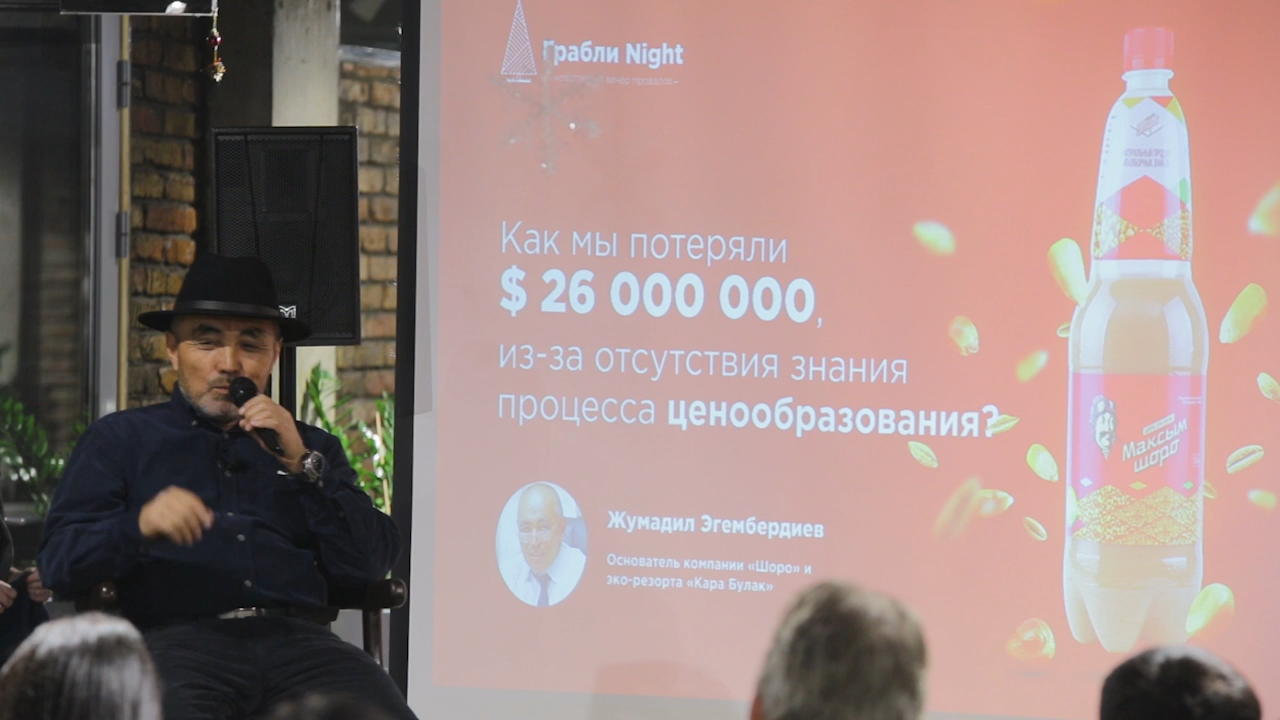 Грабли Night
Как мы потеряли
$ 26 000 000,
из-за отсутствия знания
процесса ценообразования?
Жумадил Эгембердиев
Основатель компании «Шоро» и
эко-резорта «Кара Булак»
Максым
шоро